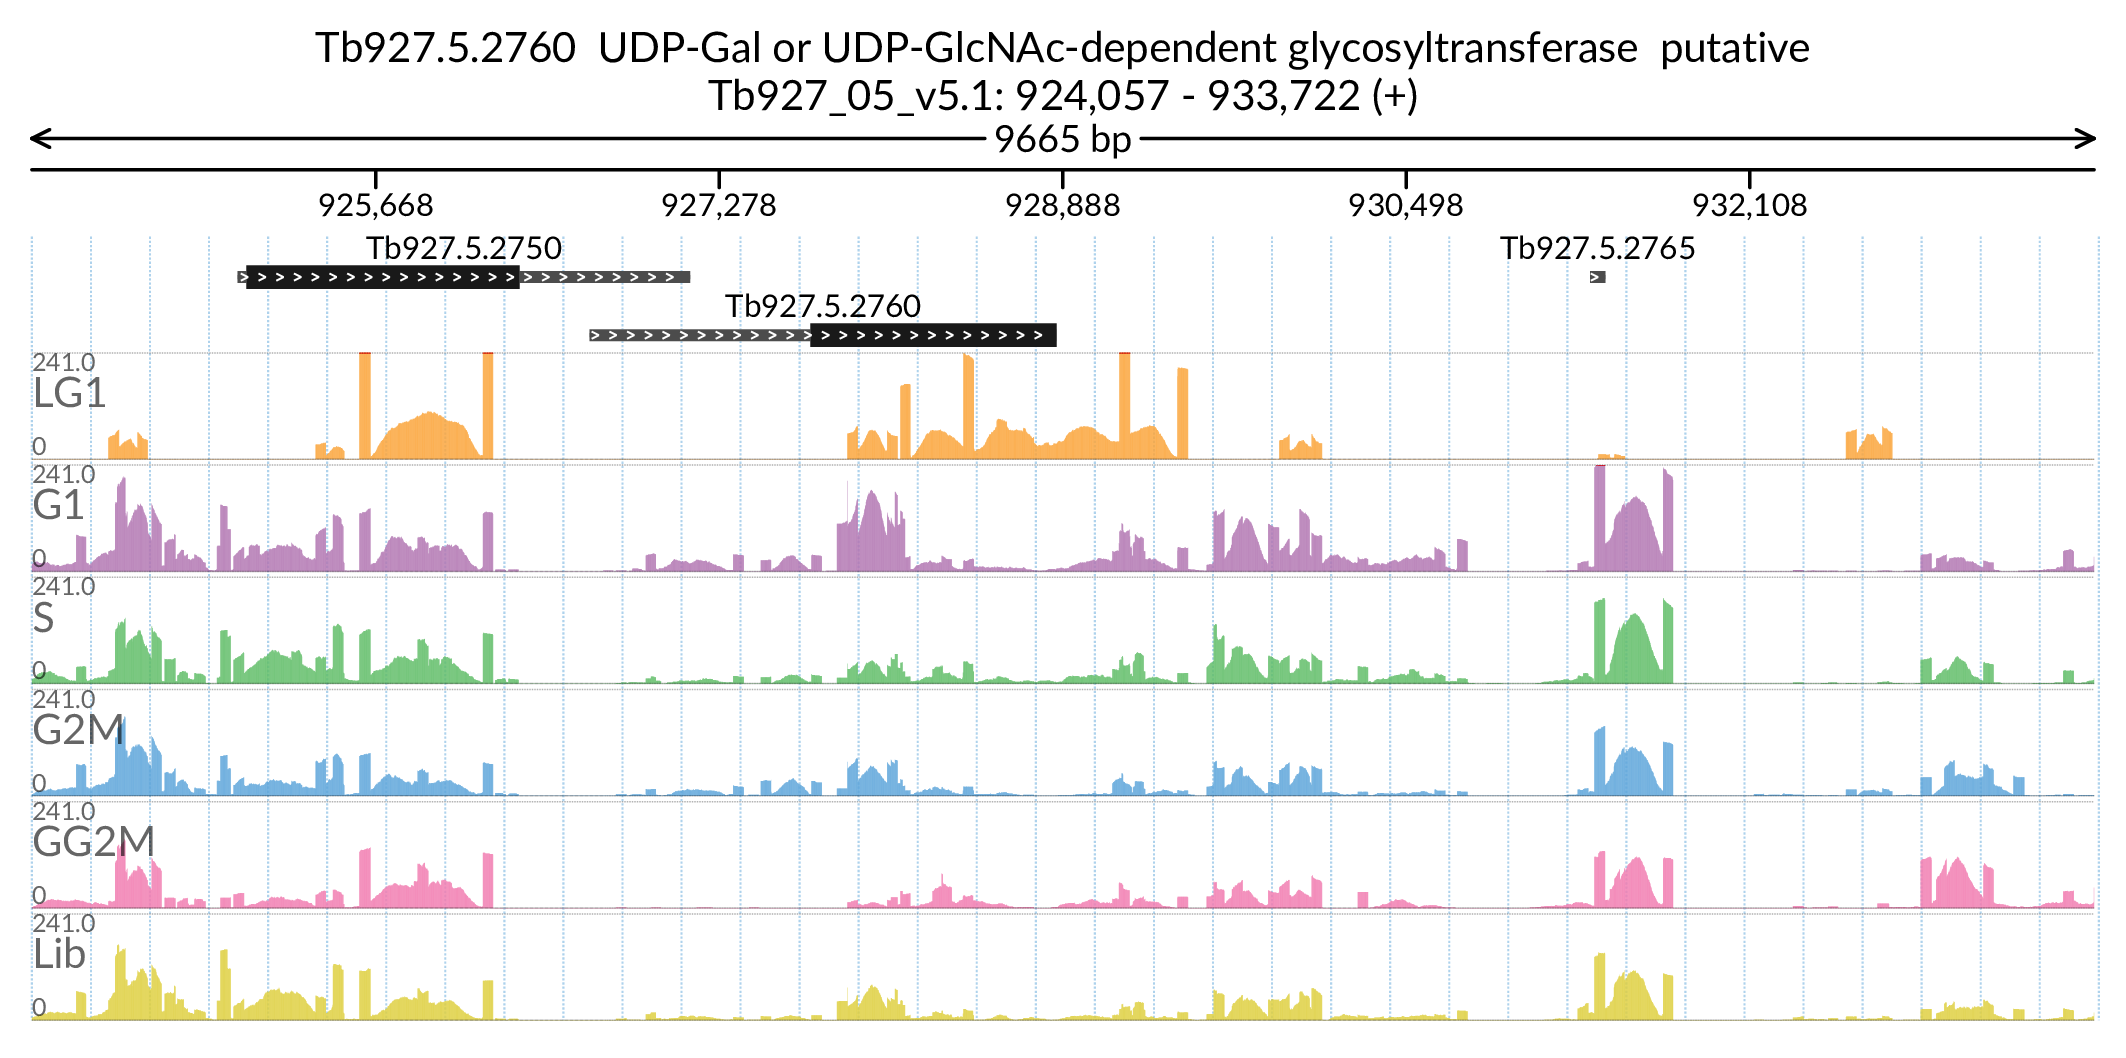 Tb927.5.2760  UDP-Gal or UDP-GlcNAc-dependent glycosyltransferase  putative
Tb927_05_v5.1: 924,057 - 933,722 (+)
9665 bp
925,668 927,278 928,888 930,498 932,108
Tb927.5.2750 Tb927.5.2765
Tb927.5.2760
241.0
LG1
0
241.0
G1
0
241.0
S
0
241.0
G2M
0
241.0
GG2M
0
241.0
Lib
0